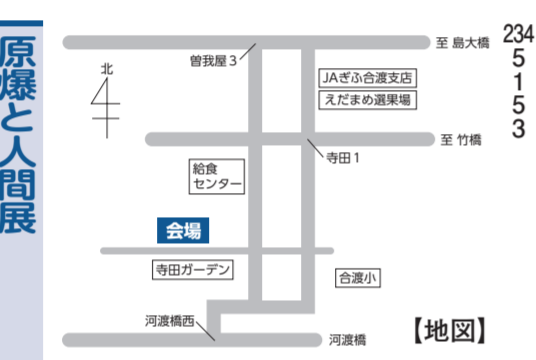 原爆と人間展
234
5
1
5
3
至 島大橋
曽我屋3
北
JAぎふ合渡支店
えだまめ選果場
至 竹橋
寺田1
給食
センター
会場
寺田ガーデン
合渡小
河渡橋西
河渡橋
【地図】